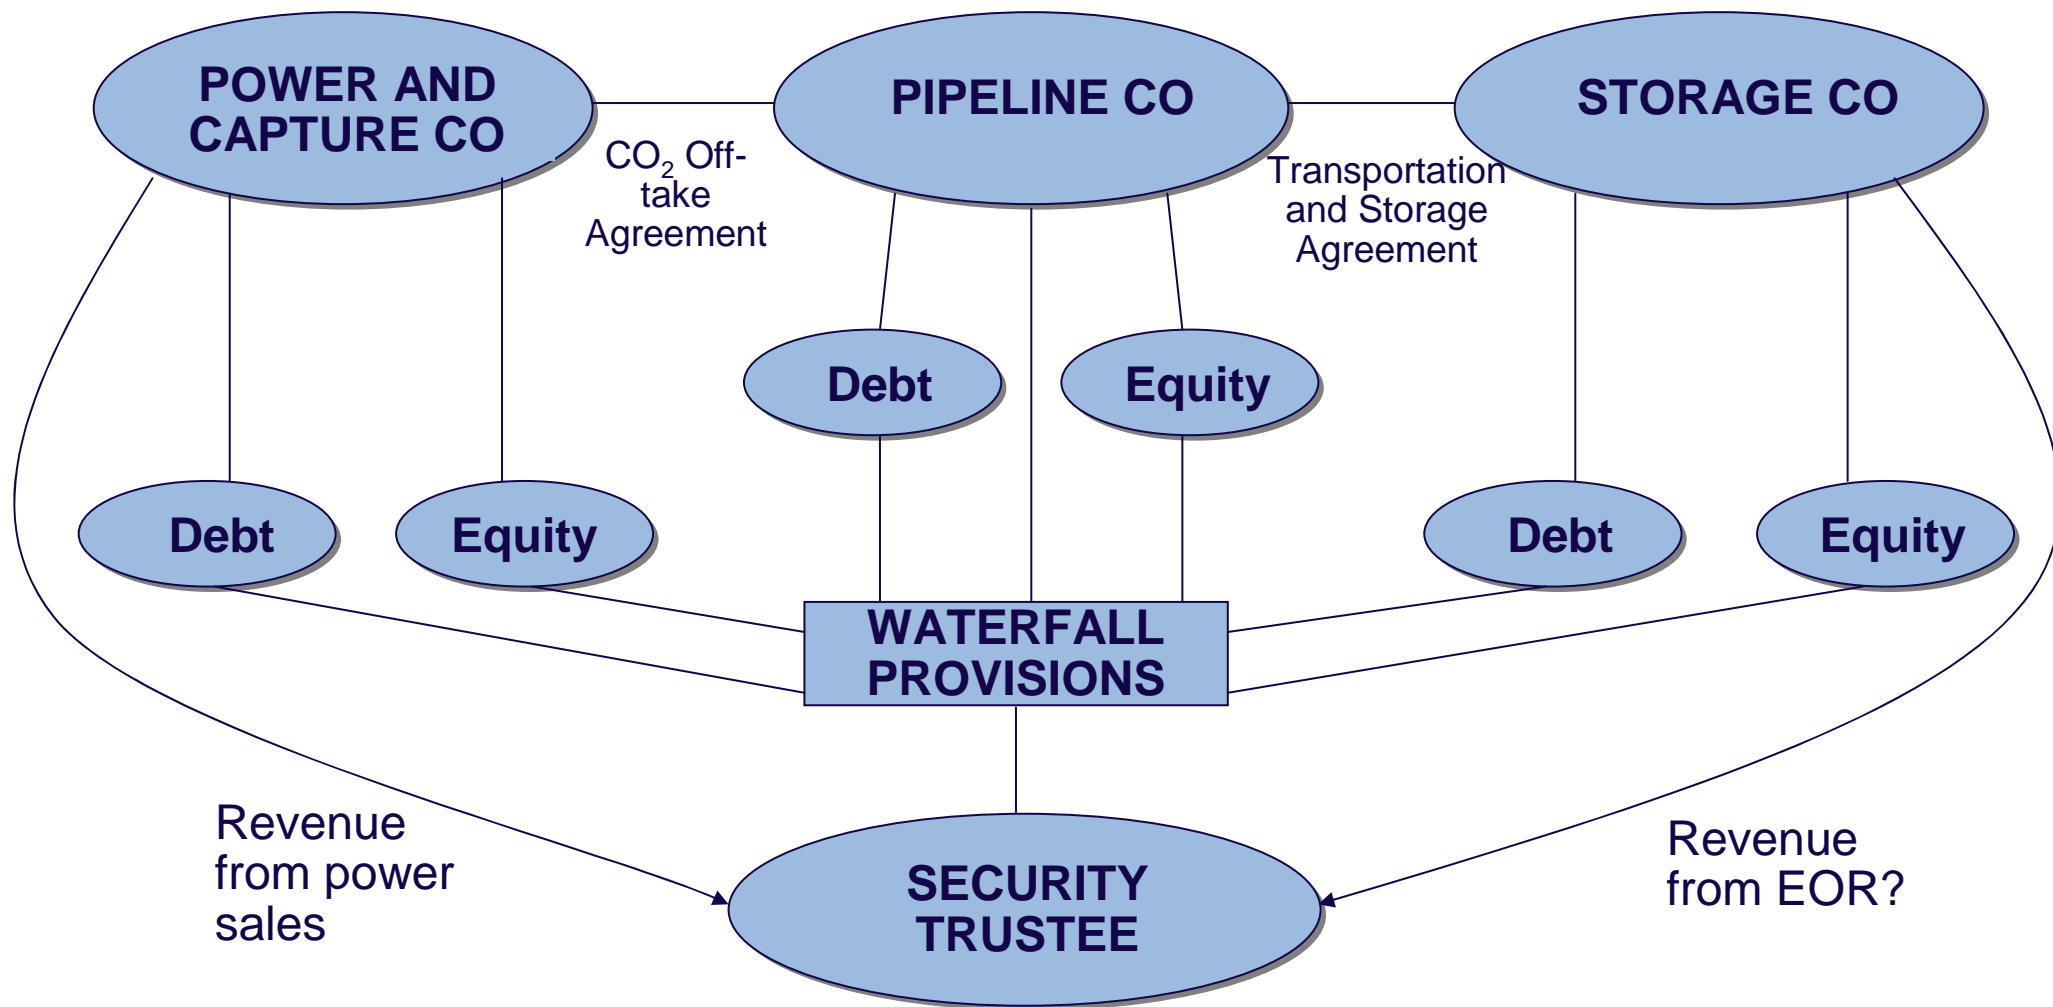 POWER AND
CAPTURE CO
PIPELINE CO
STORAGE CO
CO₂ Off-
take
Agreement
Transportation
and Storage
Agreement
Debt
Equity
Debt
Equity
Debt
Equity
WATERFALL
PROVISIONS
Revenue
from power
sales
SECURITY
TRUSTEE
Revenue
from EOR?